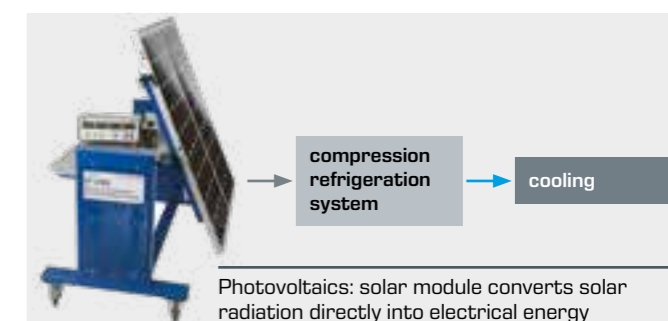 compression
refrigeration
system
cooling
Photovoltaics: solar module converts solar
radiation directly into electrical energy